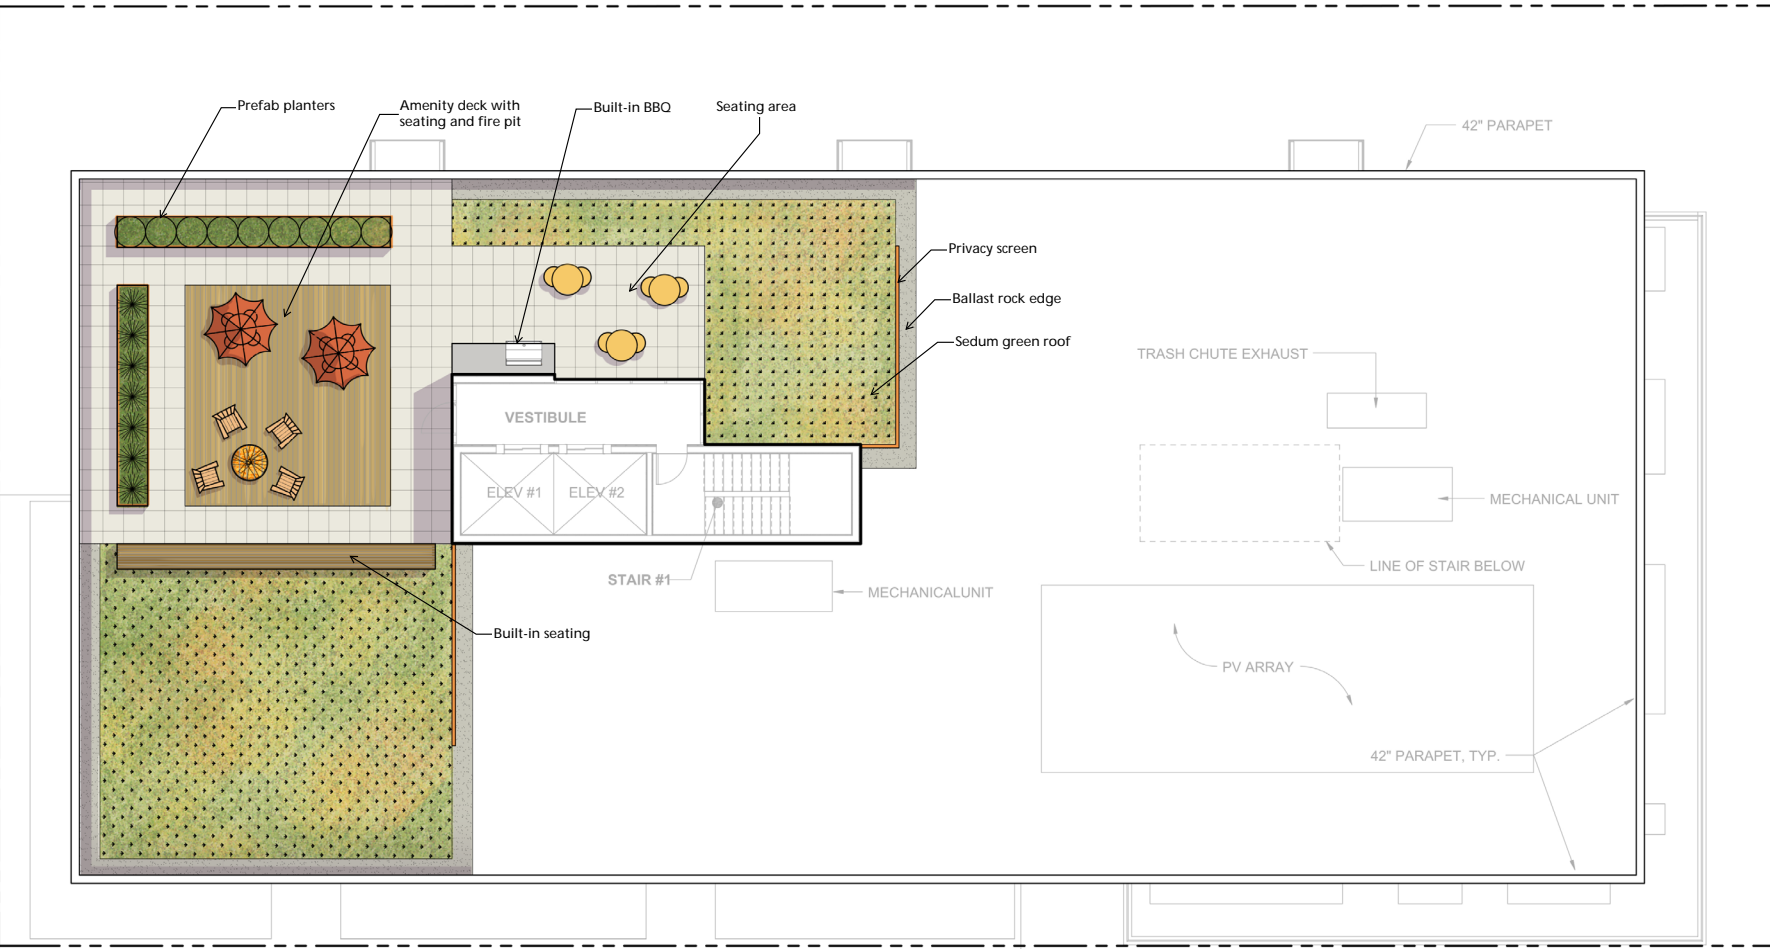 Prefab planters
Amenity deck with
seating and fire pit
Built-in BBQ
Seating area
42" PARAPET
Privacy screen
Ballast rock edge
Sedum green roof
TRASH CHUTE EXHAUST
VESTIBULE
ELEV #1
ELEV #2
MECHANICAL UNIT
LINE OF STAIR BELOW
STAIR #1
MECHANICALUNIT
Built-in seating
PV ARRAY
42" PARAPET, TYP.